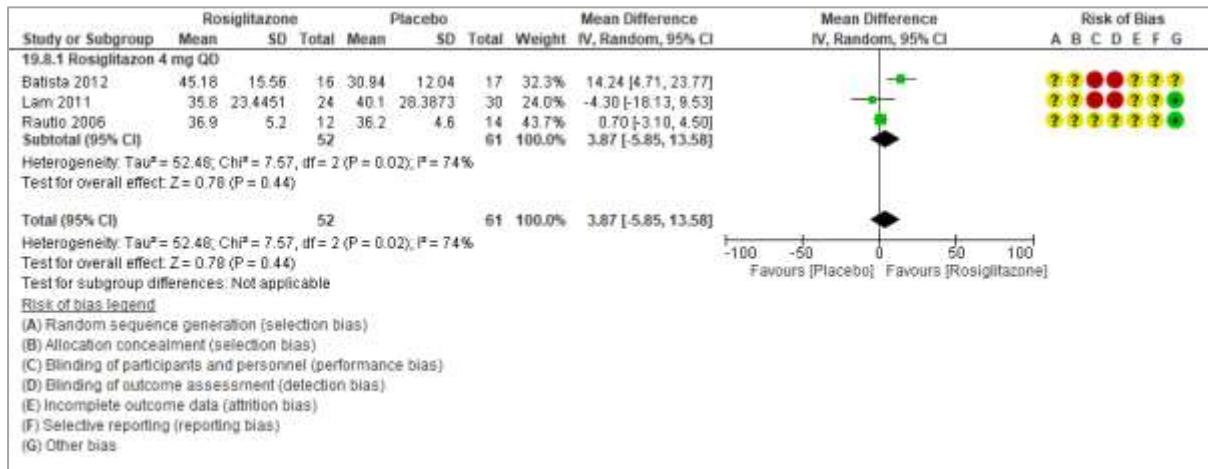 Rosiglitazone Placebo Mean Difference Mean Difference Risk of Bias
Study or Subgroup Mean SD Total Mean SD Total Weight IV, Random, 95% CI IV, Random, 95% CI A B C D E F G
19.8.1 Rosiglitazon 4 mg QD
Batista 2012 45.18 15.56 16 30.94 12.04 17 32.3% 14.24 [4.71, 23.77] ? ? ? ? ?
Lam 2011 35.8 23.4451 24 40.1 28.3873 30 24.0% -4.30 [-18.13, 9.53] ? ? ? ? +
Rautio 2006 36.9 5.2 12 36.2 4.6 14 43.7% 0.70 [-3.10, 4.50] ? ? ? ? ? ? +
Subtotal (95% CI) 52 61 100.0% 3.87 [-5.85, 13.58]
Heterogeneity: Tau² = 52.48; Chi² = 7.57, df = 2 (P = 0.02); I² = 74%
Test for overall effect: Z = 0.78 (P = 0.44)
Total (95% CI) 52 61 100.0% 3.87 [-5.85, 13.58]
Heterogeneity: Tau² = 52.48; Chi² = 7.57, df = 2 (P = 0.02); I² = 74%
Test for overall effect: Z = 0.78 (P = 0.44)
Test for subgroup differences: Not applicable
-100 -50 0 50 100
Favours [Placebo] Favours [Rosiglitazone]
Risk of bias legend
(A) Random sequence generation (selection bias)
(B) Allocation concealment (selection bias)
(C) Blinding of participants and personnel (performance bias)
(D) Blinding of outcome assessment (detection bias)
(E) Incomplete outcome data (attrition bias)
(F) Selective reporting (reporting bias)
(G) Other bias